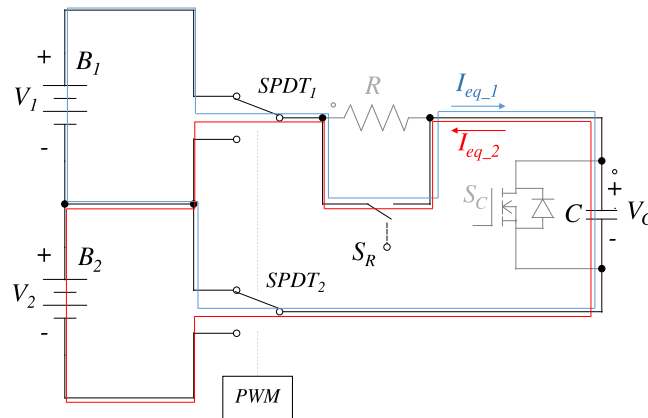 +
B1
V1
-
SPDT1
R
Ieq_1
Ieq_2
SC
+
C
VC
-
SR
+
B2
V2
-
SPDT2
PWM